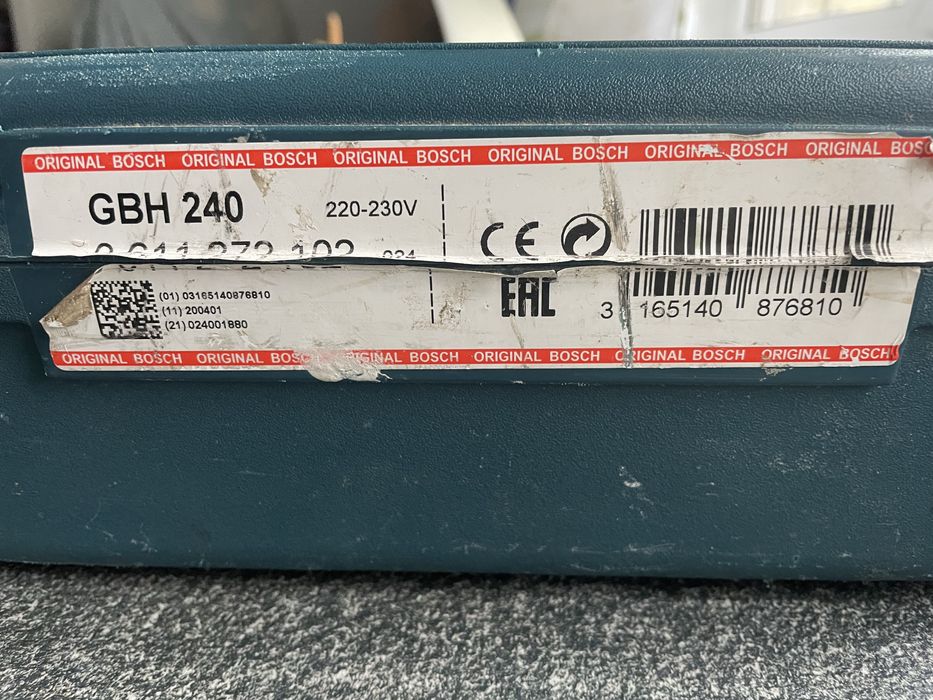 ORIGINAL BOSCH ORIGINAL BOSCH ORIGINAL BOSCH ORIGINAL BOSCH ORIGINAL BOSCH ORIGINAL BOSC
GBH 240
220-230V
CE
EAC
(01) 03165140876810
(11) 200401
(21) 024001880
3 165140 876810
ORIGINAL BOSCH ORIGINAL BOSCH ORIGINAL BOSCH ORIGINAL BOSCH ORIGINAL BOSCH ORIGINAL BOSCH